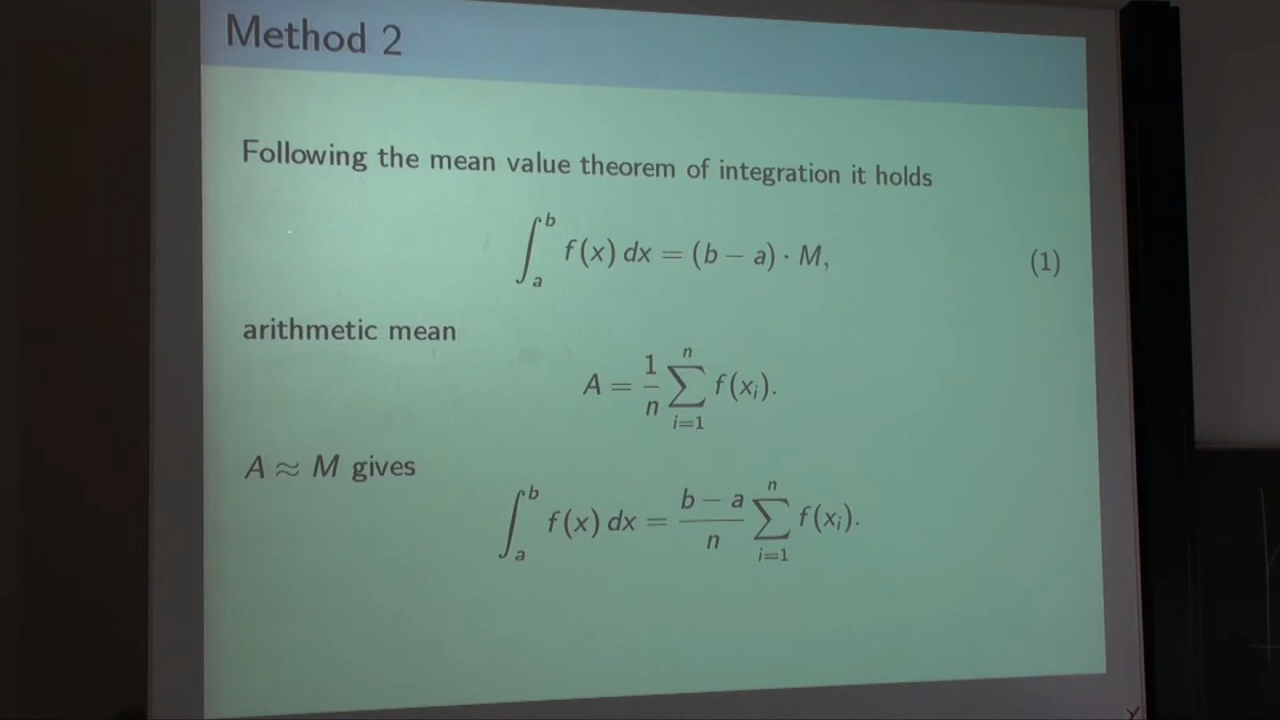 Method 2
Following the mean value theorem of integration it holds
∫_a^b f(x) dx = (b − a) · M, (1)
arithmetic mean
A = 1/n ∑_{i=1}^n f(x_i).
A ≈ M gives
∫_a^b f(x) dx = (b − a)/n ∑_{i=1}^n f(x_i).